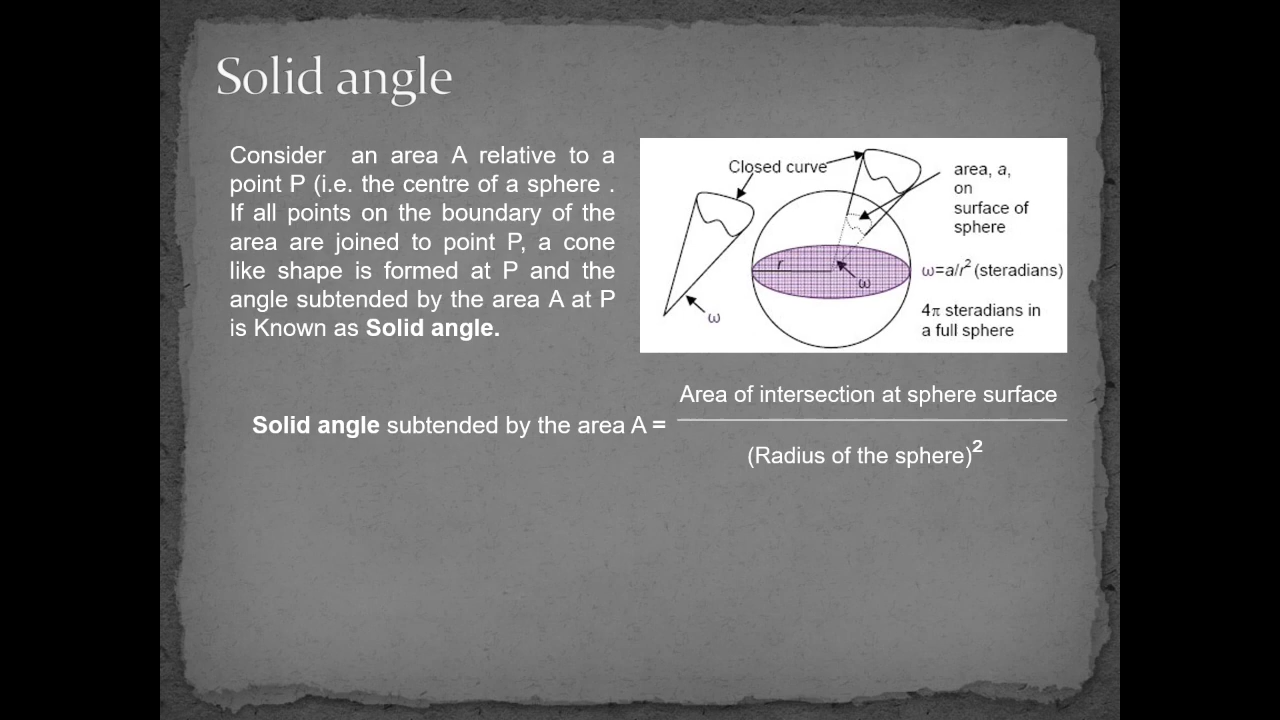 Solid angle
Consider an area A relative to a
point P (i.e. the centre of a sphere .
If all points on the boundary of the
area are joined to point P, a cone
like shape is formed at P and the
angle subtended by the area A at P
is Known as Solid angle.
Closed curve
area, a,
on
surface of
sphere
r
ω
ω
ω=a/r² (steradians)
4π steradians in
a full sphere
Solid angle subtended by the area A =
Area of intersection at sphere surface
(Radius of the sphere)²